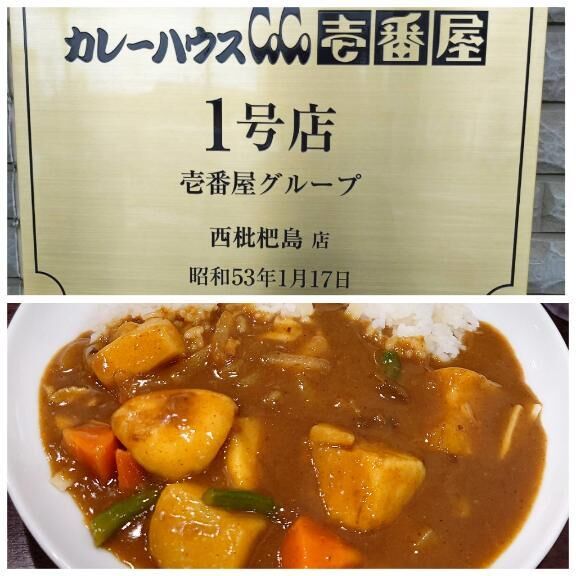 カレーハウスCoCo壱番屋
1号店
壱番屋グループ
西枇杷島 店
昭和53年1月17日